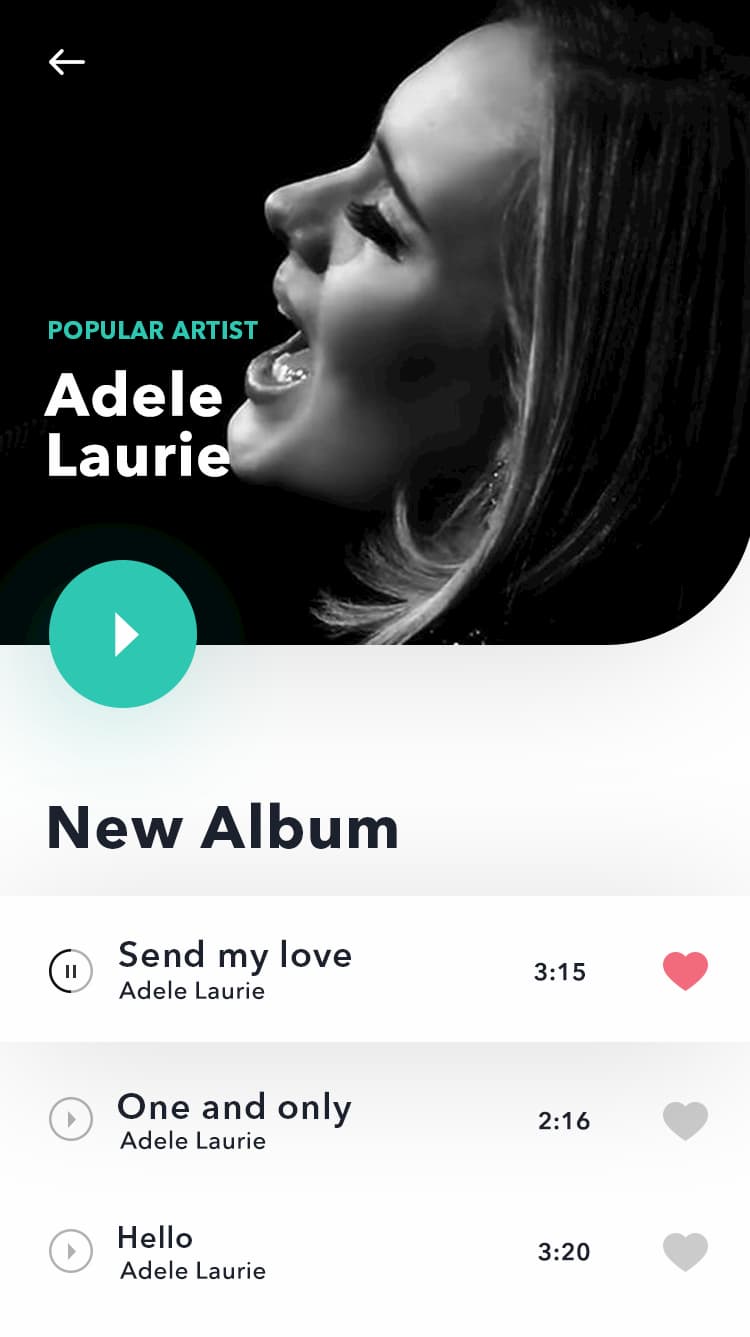 POPULAR ARTIST
Adele
Laurie
New Album
Send my love
Adele Laurie
3:15
One and only
Adele Laurie
2:16
Hello
Adele Laurie
3:20